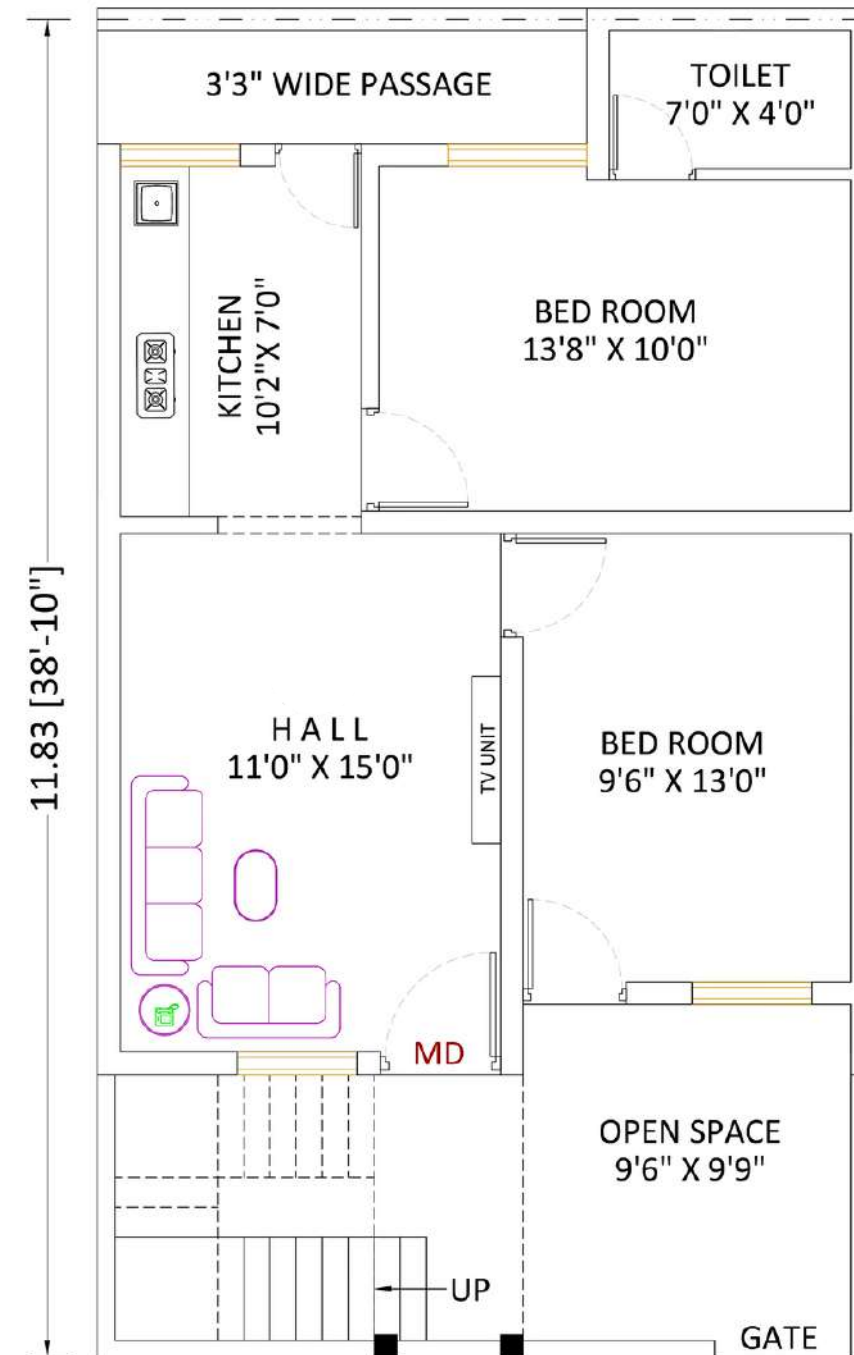 3'3" WIDE PASSAGE
TOILET
7'0" X 4'0"
KITCHEN
10'2"X 7'0"
BED ROOM
13'8" X 10'0"
11.83 [38'-10"]
H A L L
11'0" X 15'0"
TV UNIT
BED ROOM
9'6" X 13'0"
MD
OPEN SPACE
9'6" X 9'9"
UP
GATE